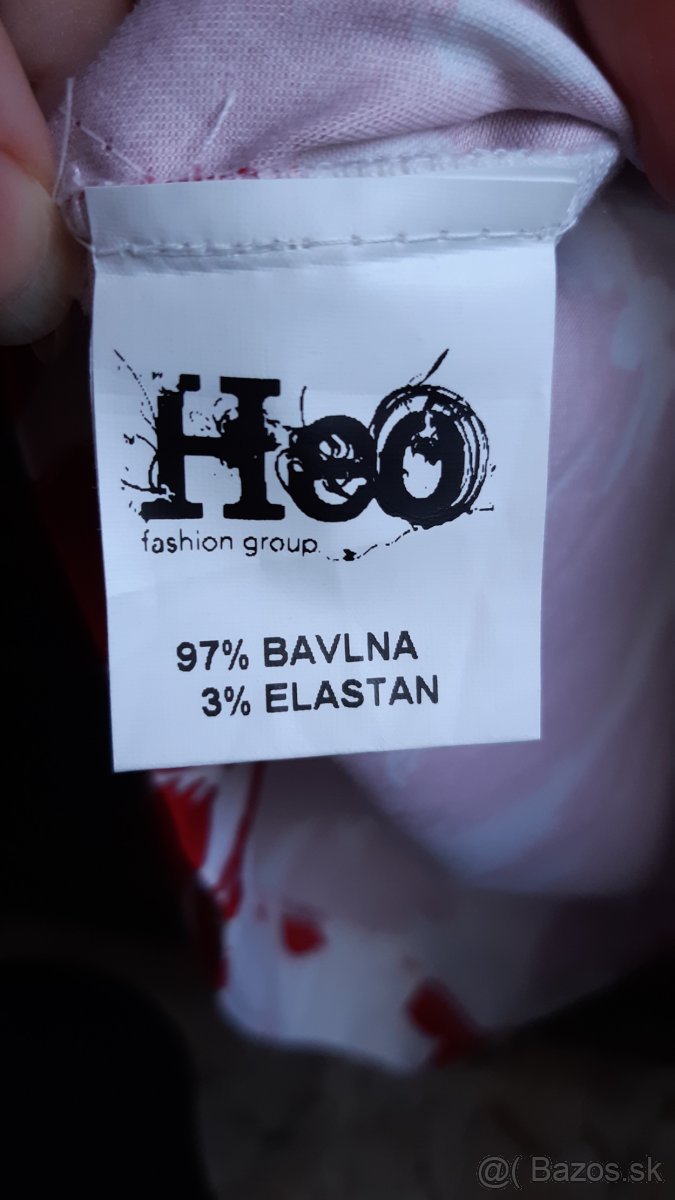 Heo
fashion group
97% BAVLNA
3% ELASTAN
@( Bazos.sk